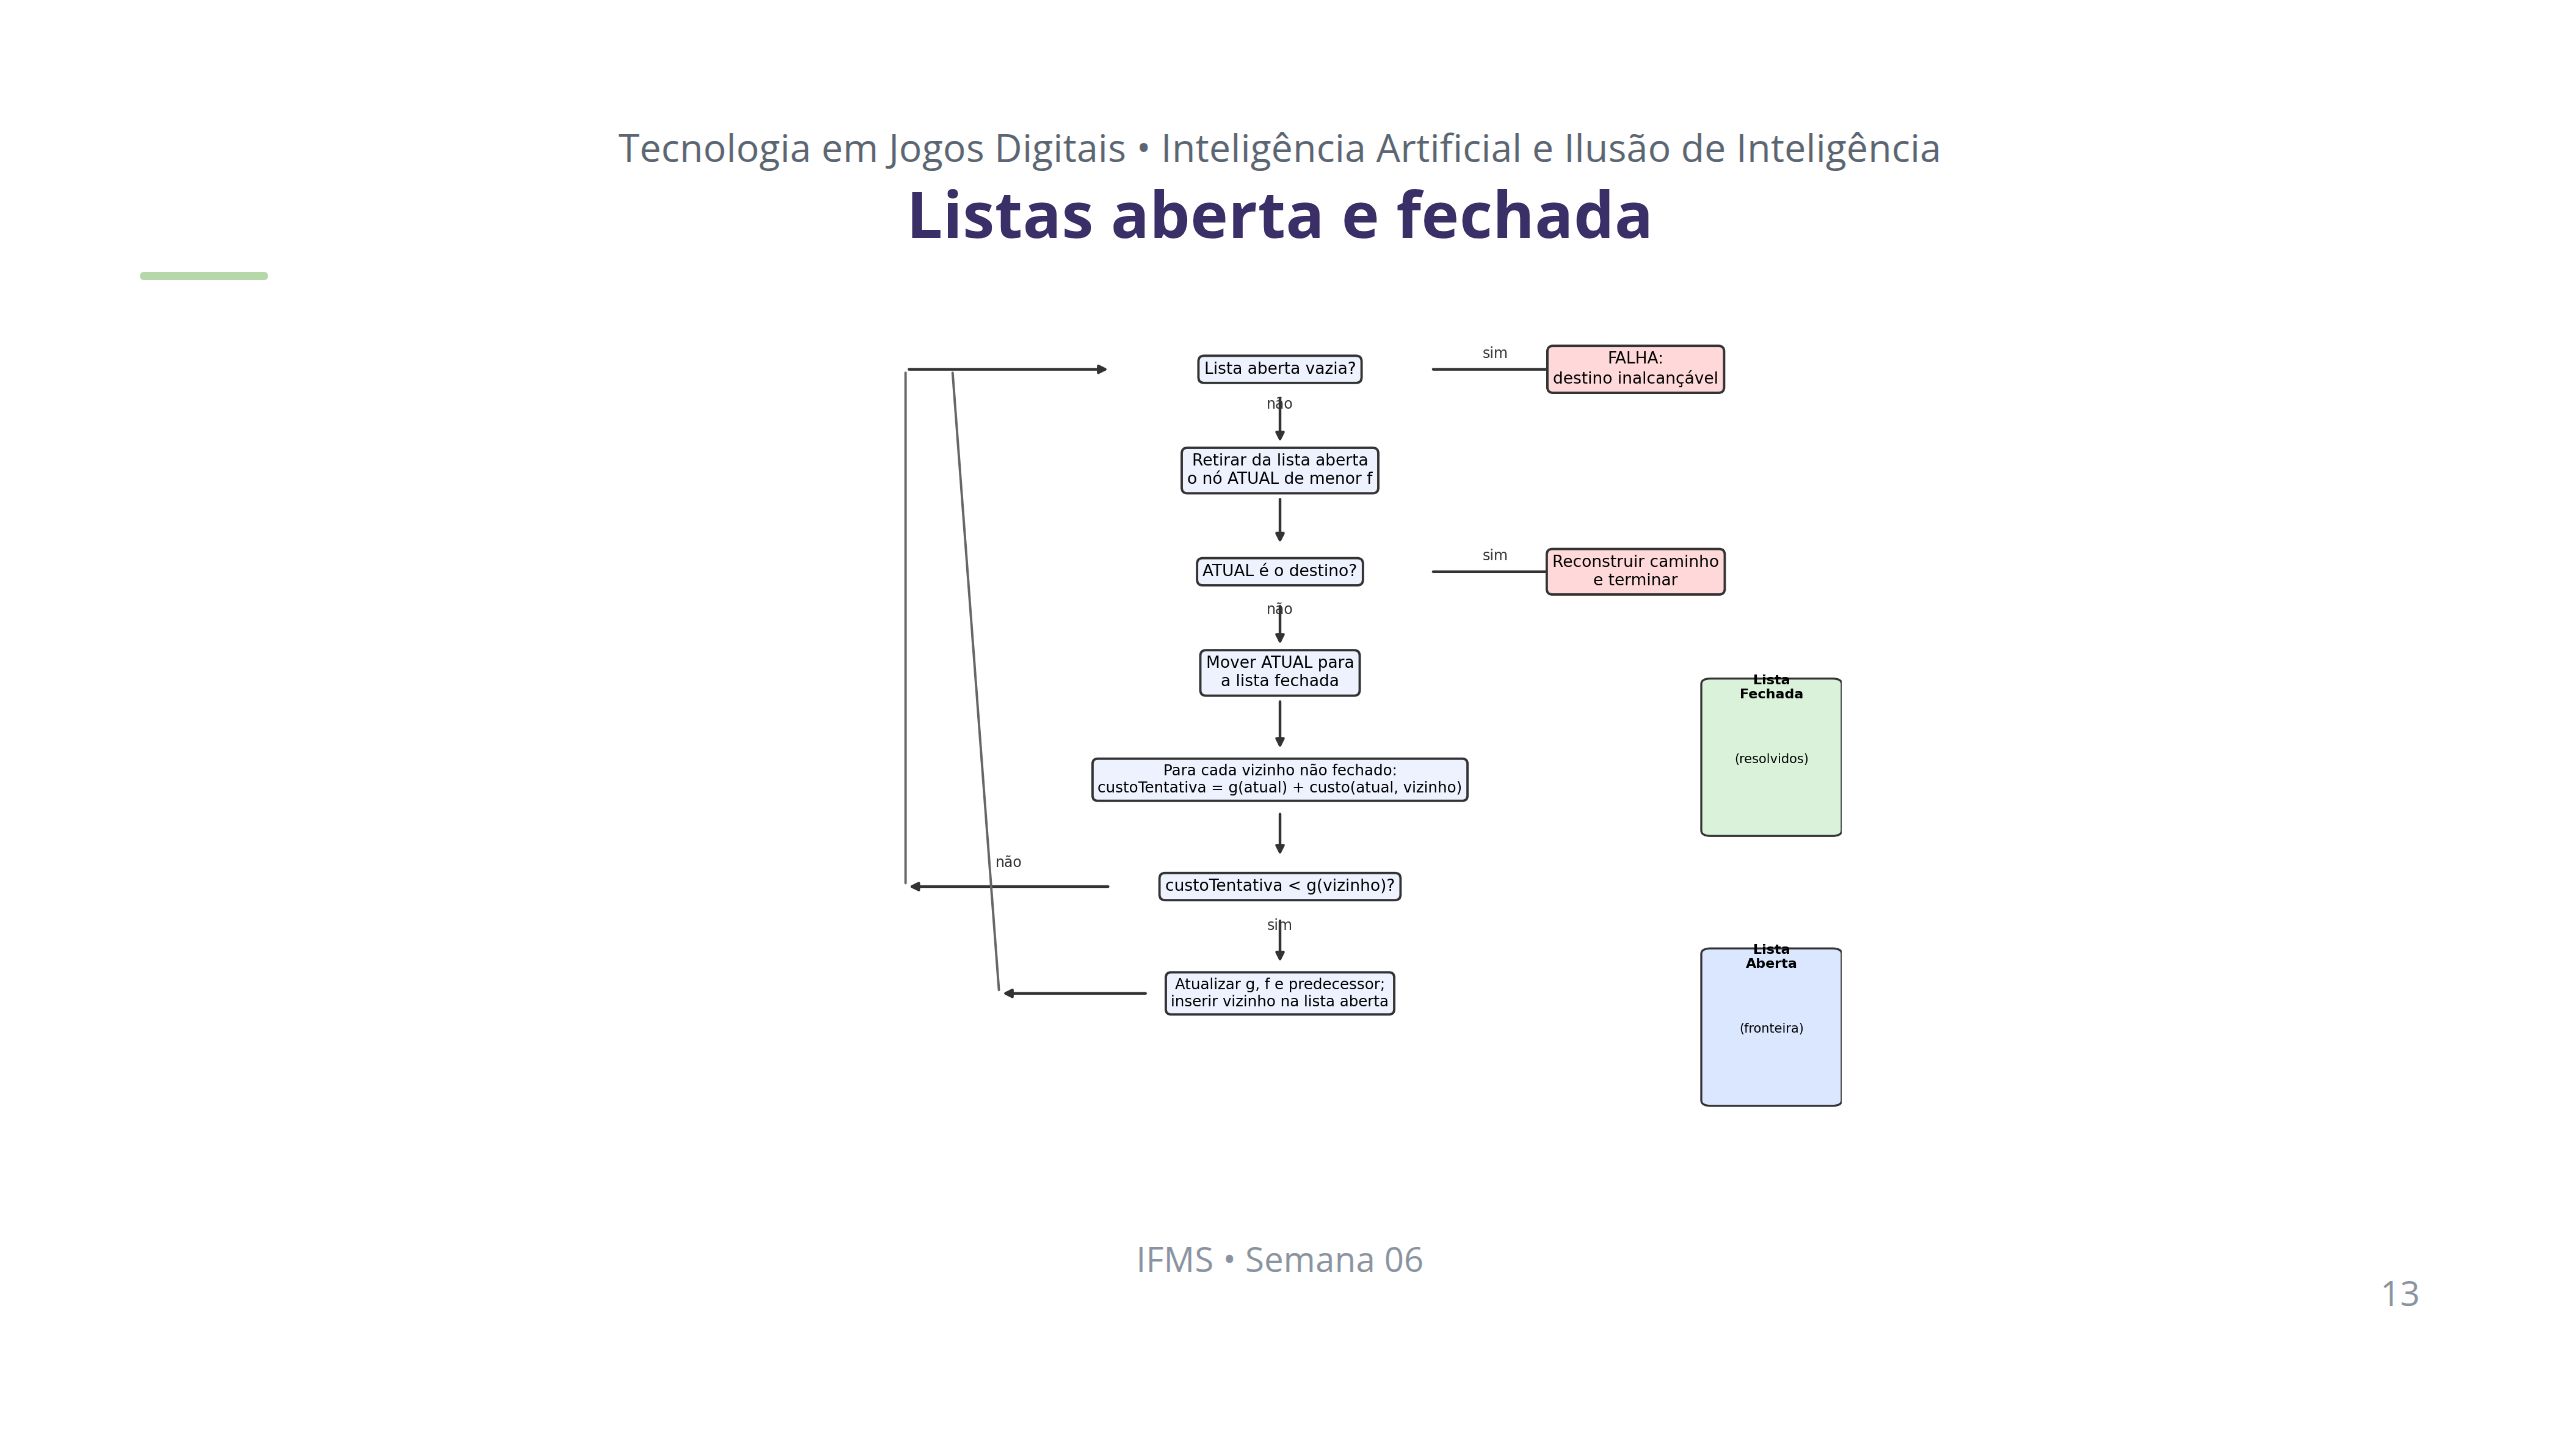 Tecnologia em Jogos Digitais • Inteligência Artificial e Ilusão de Inteligência
Listas aberta e fechada
Lista aberta vazia?
sim
FALHA:
destino inalcançável
não
Retirar da lista aberta
o nó ATUAL de menor f
ATUAL é o destino?
sim
Reconstruir caminho
e terminar
não
Mover ATUAL para
a lista fechada
Lista
Fechada
(resolvidos)
Para cada vizinho não fechado:
custoTentativa = g(atual) + custo(atual, vizinho)
não
custoTentativa < g(vizinho)?
sim
Atualizar g, f e predecessor;
inserir vizinho na lista aberta
Lista
Aberta
(fronteira)
IFMS • Semana 06
13